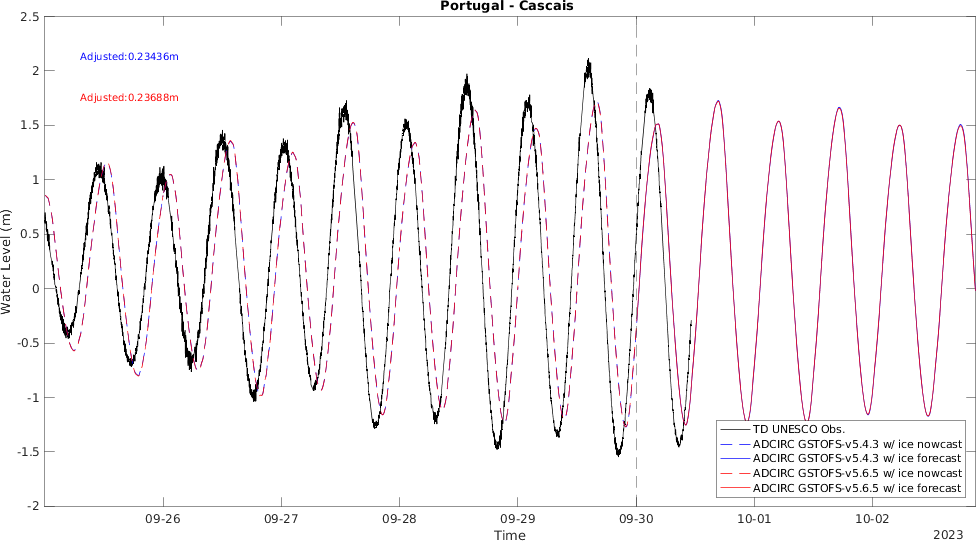 Portugal - Cascais
2.5
2
1.5
1
0.5
0
-0.5
-1
-1.5
-2
Water Level (m)
Adjusted:0.23436m
Adjusted:0.23688m
TD UNESCO Obs.
ADCIRC GSTOFS-v5.4.3 w/ ice nowcast
ADCIRC GSTOFS-v5.4.3 w/ ice forecast
ADCIRC GSTOFS-v5.6.5 w/ ice nowcast
ADCIRC GSTOFS-v5.6.5 w/ ice forecast
09-26 09-27 09-28 09-29 09-30 10-01 10-02
Time
2023